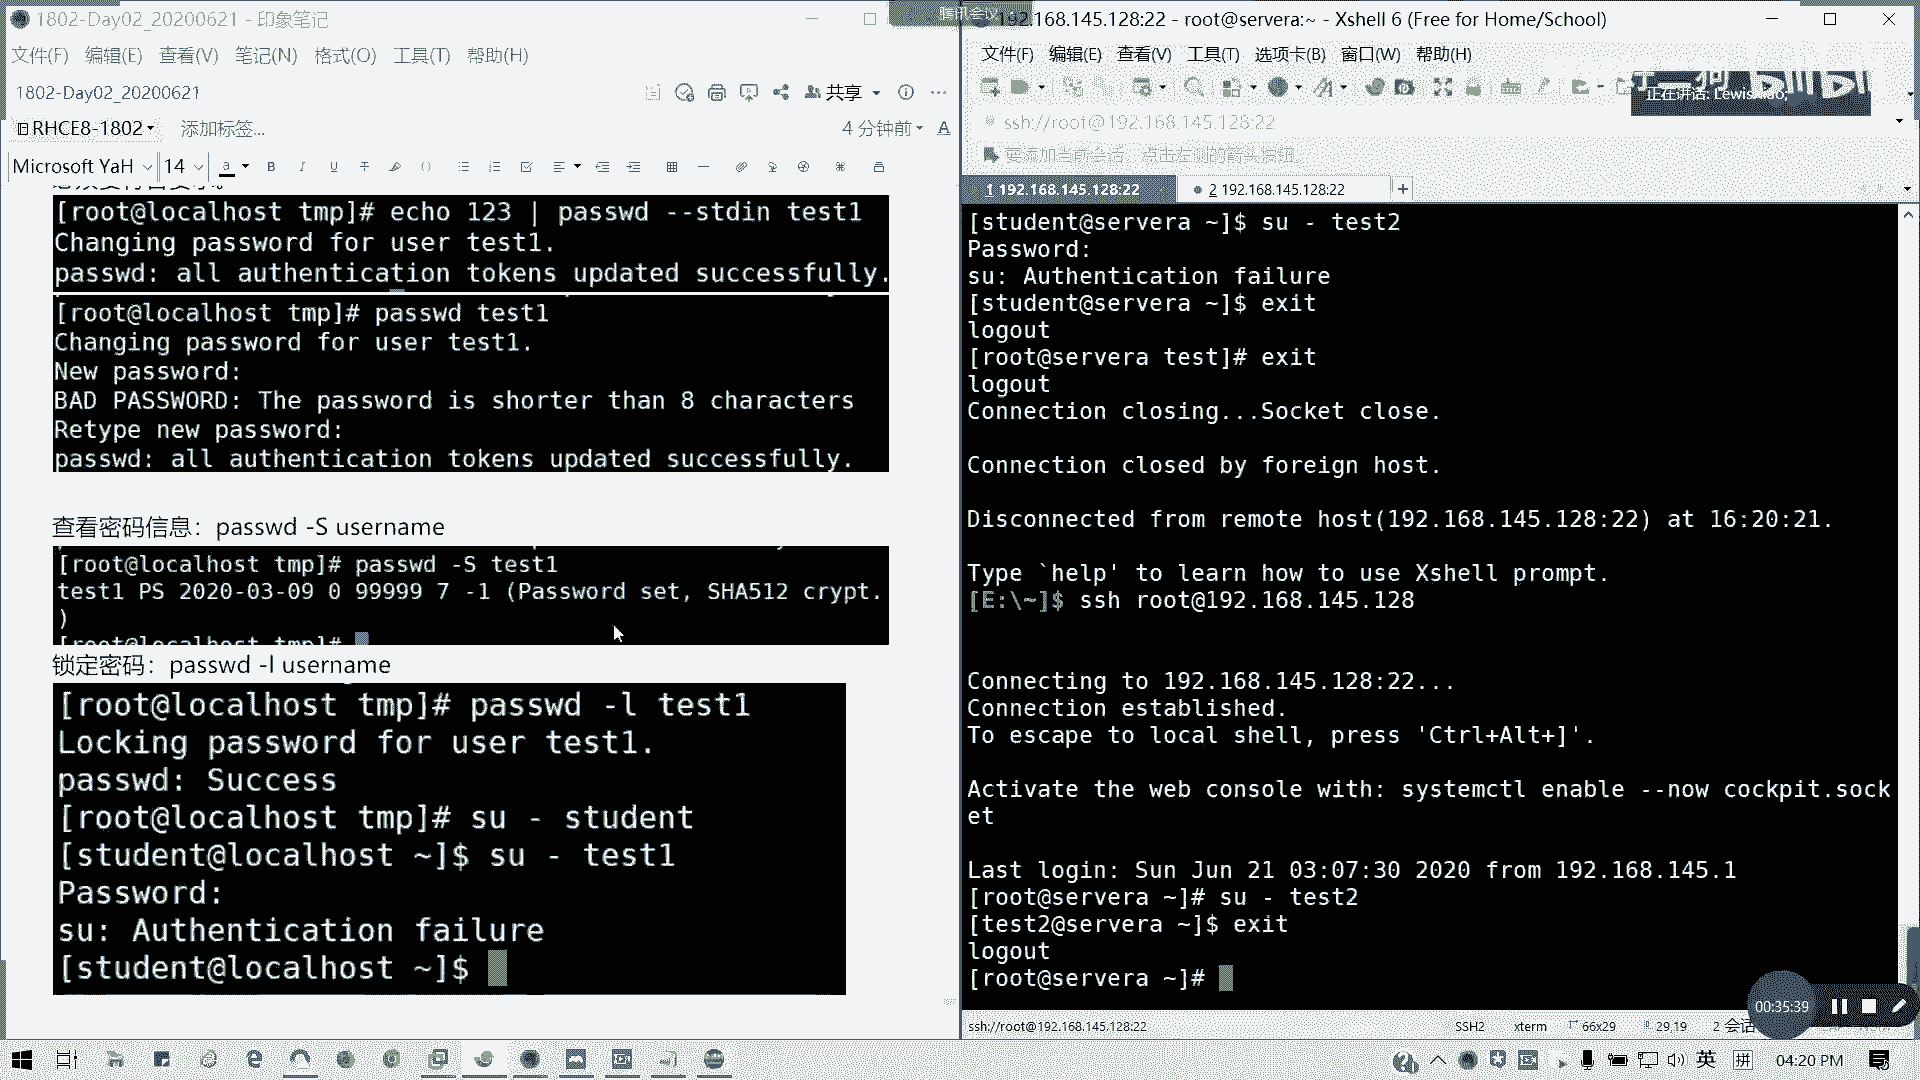 1802-Day02_20200621 - 印象笔记
文件(F) 编辑(E) 查看(V) 笔记(N) 格式(O) 工具(T) 帮助(H)
1802-Day02_20200621
共享
RHCE8-1802
添加标签...
4 分钟前
Microsoft YaH
14
[root@localhost tmp]# echo 123 | passwd --stdin test1
Changing password for user test1.
passwd: all authentication tokens updated successfully.
[root@localhost tmp]# passwd test1
Changing password for user test1.
New password:
BAD PASSWORD: The password is shorter than 8 characters
Retype new password:
passwd: all authentication tokens updated successfully.
查看密码信息：passwd -S username
[root@localhost tmp]# passwd -S test1
test1 PS 2020-03-09 0 99999 7 -1 (Password set, SHA512 crypt.
)
[root@localhost tmp]#
锁定密码：passwd -l username
[root@localhost tmp]# passwd -l test1
Locking password for user test1.
passwd: Success
[root@localhost tmp]# su - student
[student@localhost ~]$ su - test1
Password:
su: Authentication failure
[student@localhost ~]$
腾讯会议
192.168.145.128:22 - root@servera:~ - Xshell 6 (Free for Home/School)
文件(F) 编辑(E) 查看(V) 工具(T) 选项卡(B) 窗口(W) 帮助(H)
正在讲话: LewisXiao;
ssh://root@192.168.145.128:22
要添加当前会话，点击左侧的箭头按钮。
1 192.168.145.128:22
2 192.168.145.128:22
[student@servera ~]$ su - test2
Password:
su: Authentication failure
[student@servera ~]$ exit
logout
[root@servera test]# exit
logout
Connection closing...Socket close.
Connection closed by foreign host.
Disconnected from remote host(192.168.145.128:22) at 16:20:21.
Type `help' to learn how to use Xshell prompt.
[E:\~]$ ssh root@192.168.145.128
Connecting to 192.168.145.128:22...
Connection established.
To escape to local shell, press 'Ctrl+Alt+]'.
Activate the web console with: systemctl enable --now cockpit.sock
et
Last login: Sun Jun 21 03:07:30 2020 from 192.168.145.1
[root@servera ~]# su - test2
[test2@servera ~]$ exit
logout
[root@servera ~]#
00:35:39
ssh://root@192.168.145.128:22
SSH2
xterm
66x29
29,19
2 会话
英
拼
04:20 PM